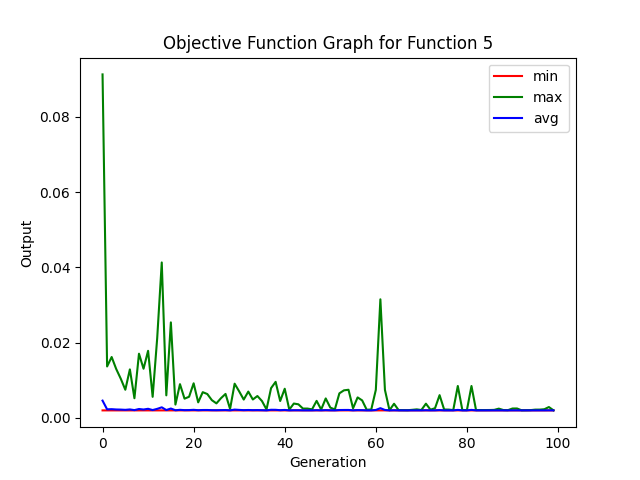 Objective Function Graph for Function 5
min
max
avg
0.08
0.06
0.04
0.02
0.00
Output
0
20
40
60
80
100
Generation